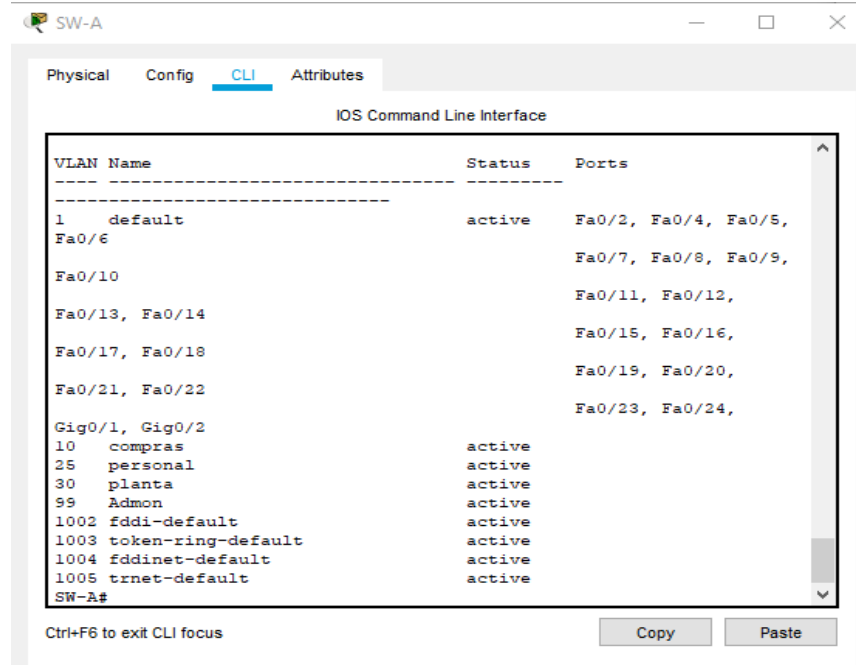 SW-A
Physical Config CLI Attributes
IOS Command Line Interface
VLAN Name                             Status    Ports
---- -------------------------------- ---------
-------------------------------
1    default                          active    Fa0/2, Fa0/4, Fa0/5,
Fa0/6
                                                Fa0/7, Fa0/8, Fa0/9,
Fa0/10
                                                Fa0/11, Fa0/12,
Fa0/13, Fa0/14
                                                Fa0/15, Fa0/16,
Fa0/17, Fa0/18
                                                Fa0/19, Fa0/20,
Fa0/21, Fa0/22
                                                Fa0/23, Fa0/24,
Gig0/1, Gig0/2
10   compras                          active
25   personal                         active
30   planta                           active
99   Admon                            active
1002 fddi-default                     active
1003 token-ring-default               active
1004 fddinet-default                  active
1005 trnet-default                    active
SW-A#
Ctrl+F6 to exit CLI focus Copy Paste